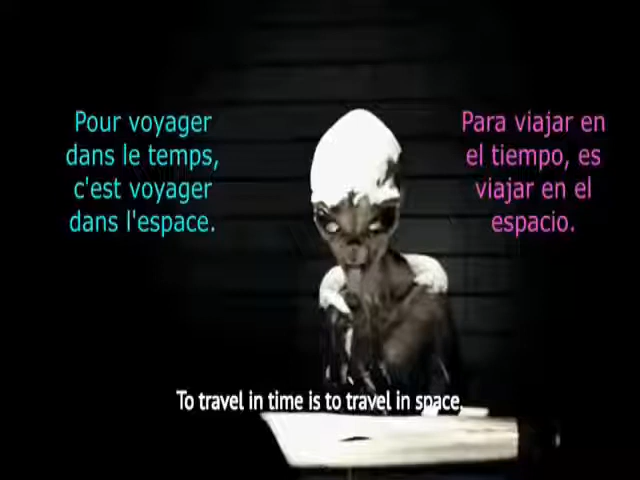 Pour voyager
dans le temps,
c'est voyager
dans l'espace.
Para viajar en
el tiempo, es
viajar en el
espacio.
To travel in time is to travel in space.